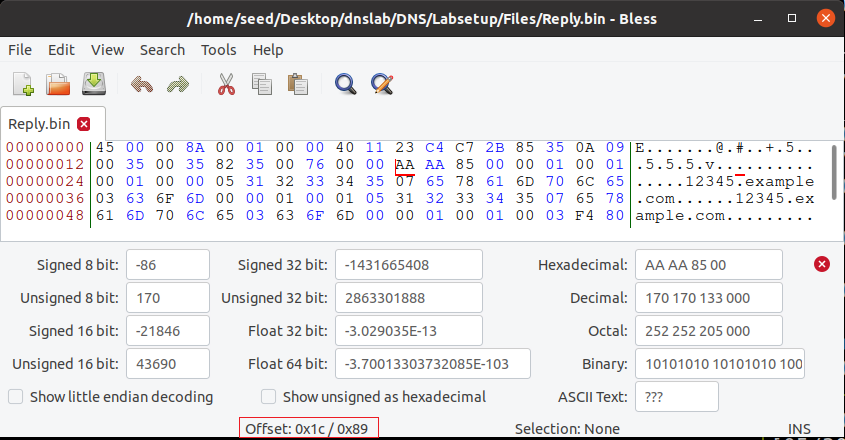 /home/seed/Desktop/dnslab/DNS/Labsetup/Files/Reply.bin - Bless
File Edit View Search Tools Help
Reply.bin
00000000 45 00 00 8A 00 01 00 00 40 11 23 C4 C7 2B 85 35 0A 09 E.......@.#..+.5..
00000012 00 35 00 35 82 35 00 76 00 00 AA AA 85 00 00 01 00 01 .5.5.5.v..........
00000024 00 01 00 00 05 31 32 33 34 35 07 65 78 61 6D 70 6C 65 .....12345.example
00000036 03 63 6F 6D 00 00 01 00 01 05 31 32 33 34 35 07 65 78 .com......12345.ex
00000048 61 6D 70 6C 65 03 63 6F 6D 00 00 01 00 01 00 03 F4 80 ample.com.........
Signed 8 bit: -86 Signed 32 bit: -1431665408 Hexadecimal: AA AA 85 00
Unsigned 8 bit: 170 Unsigned 32 bit: 2863301888 Decimal: 170 170 133 000
Signed 16 bit: -21846 Float 32 bit: -3.029035E-13 Octal: 252 252 205 000
Unsigned 16 bit: 43690 Float 64 bit: -3.70013303732085E-103 Binary: 10101010 10101010 100
Show little endian decoding Show unsigned as hexadecimal ASCII Text: ???
Offset: 0x1c / 0x89 Selection: None INS